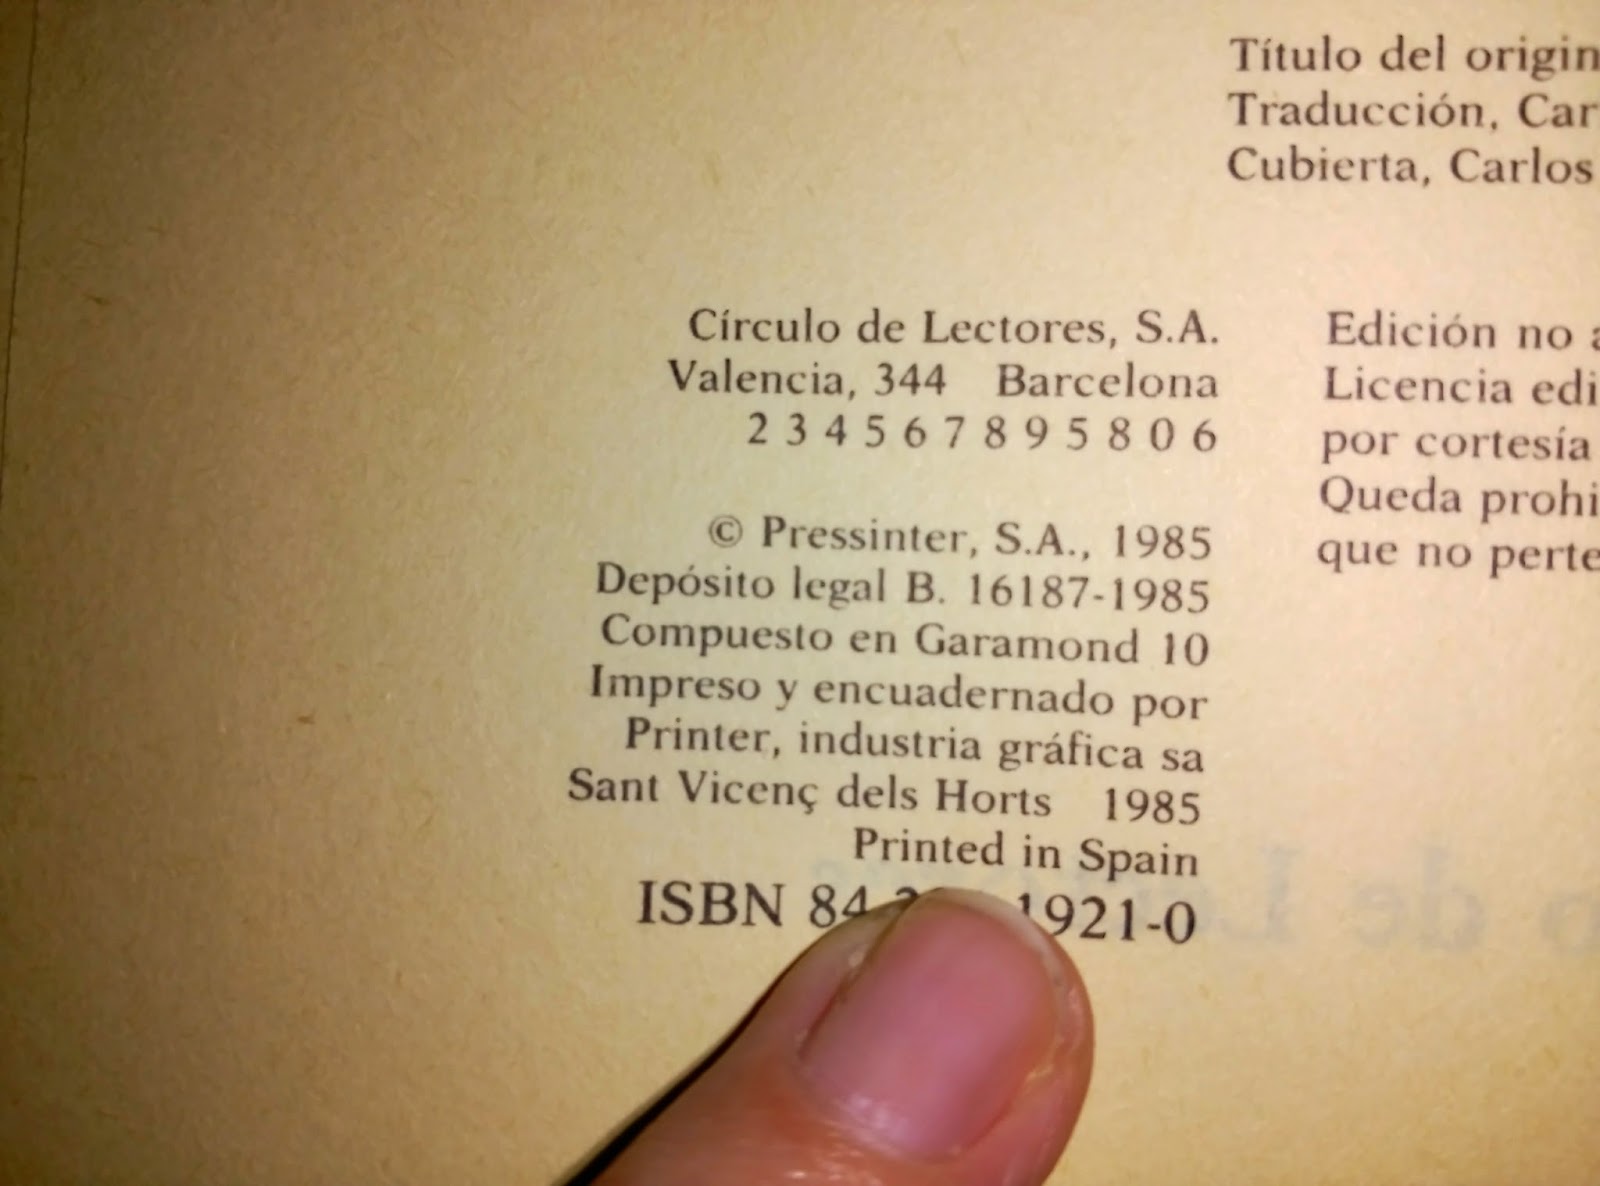 Título del origin
Traducción, Car
Cubierta, Carlos
Círculo de Lectores, S.A.
Valencia, 344 Barcelona
2 3 4 5 6 7 8 9 5 8 0 6
© Pressinter, S.A., 1985
Depósito legal B. 16187-1985
Compuesto en Garamond 10
Impreso y encuadernado por
Printer, industria gráfica sa
Sant Vicenç dels Horts 1985
Printed in Spain
ISBN 84 1921-0
Edición no a
Licencia edi
por cortesía
Queda prohi
que no perte